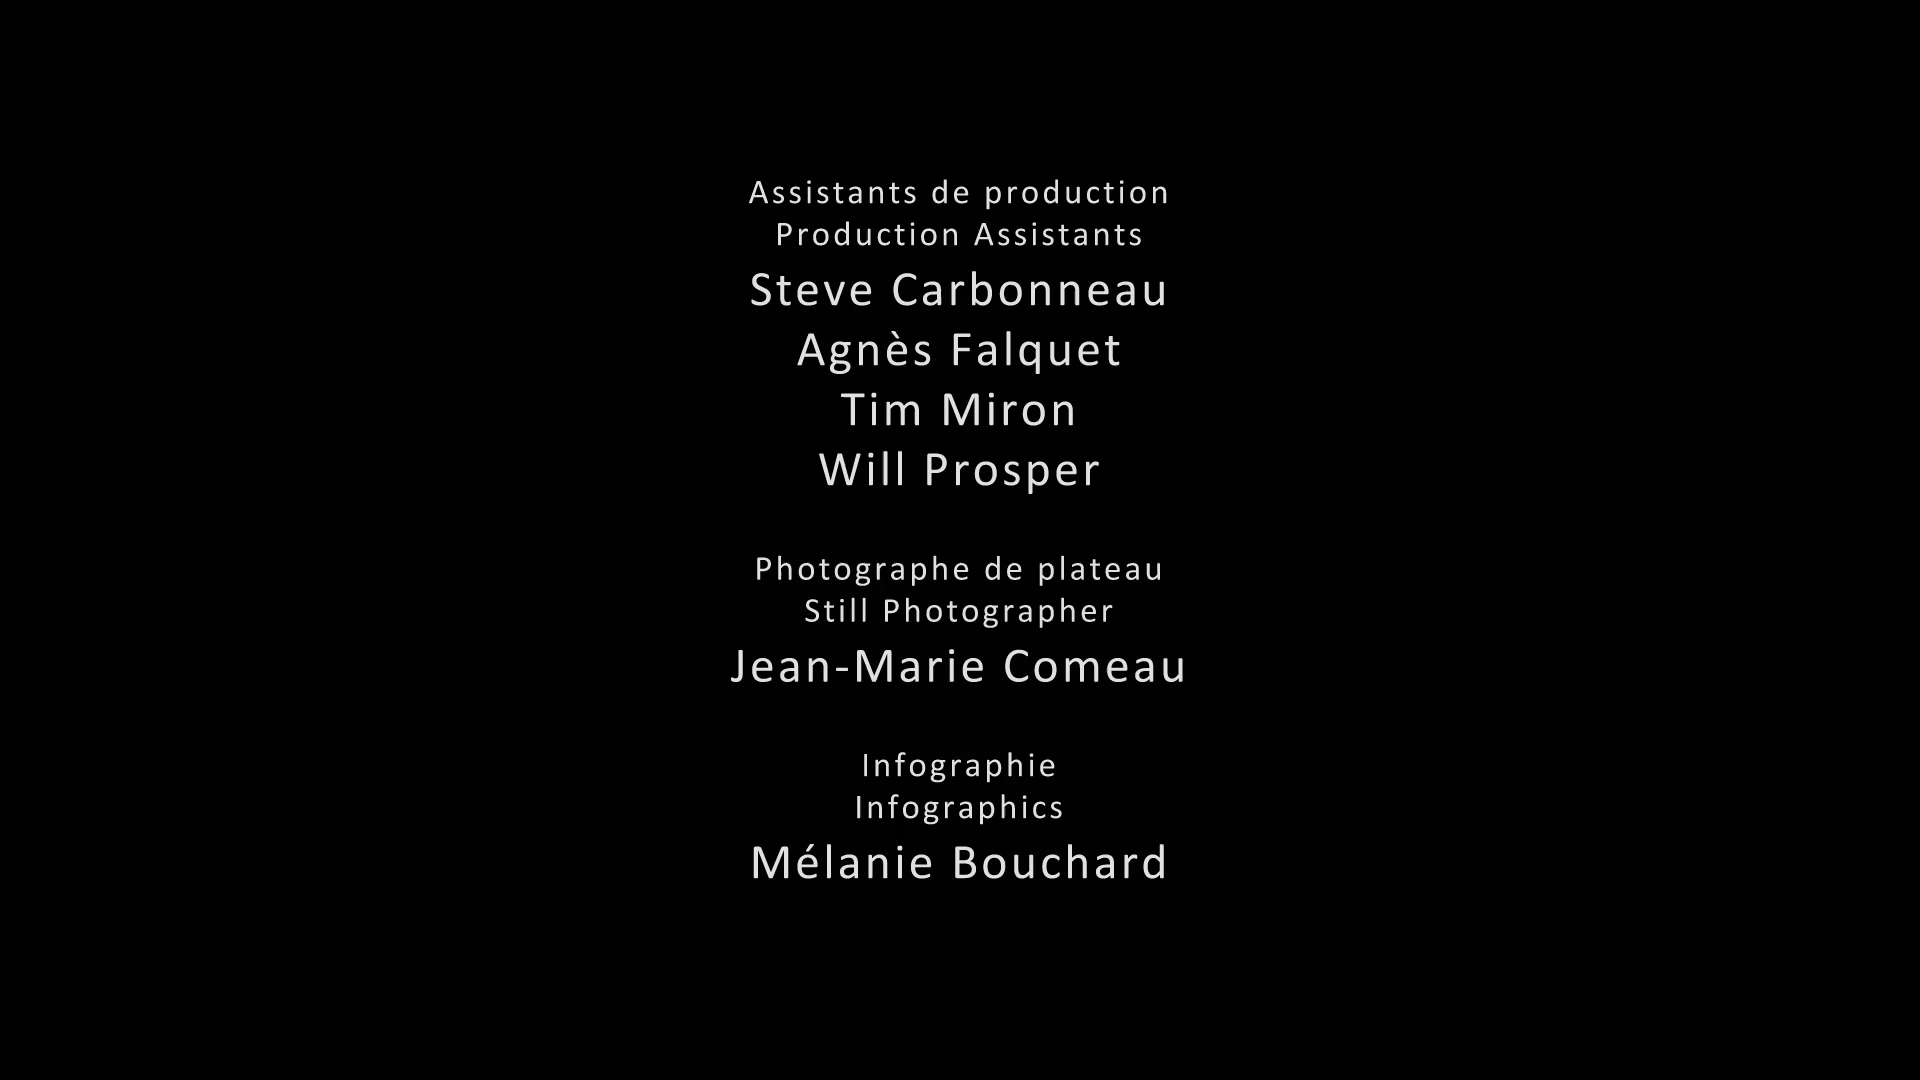 Assistants de production
Production Assistants
Steve Carbonneau
Agnès Falquet
Tim Miron
Will Prosper
Photographe de plateau
Still Photographer
Jean-Marie Comeau
Infographie
Infographics
Mélanie Bouchard